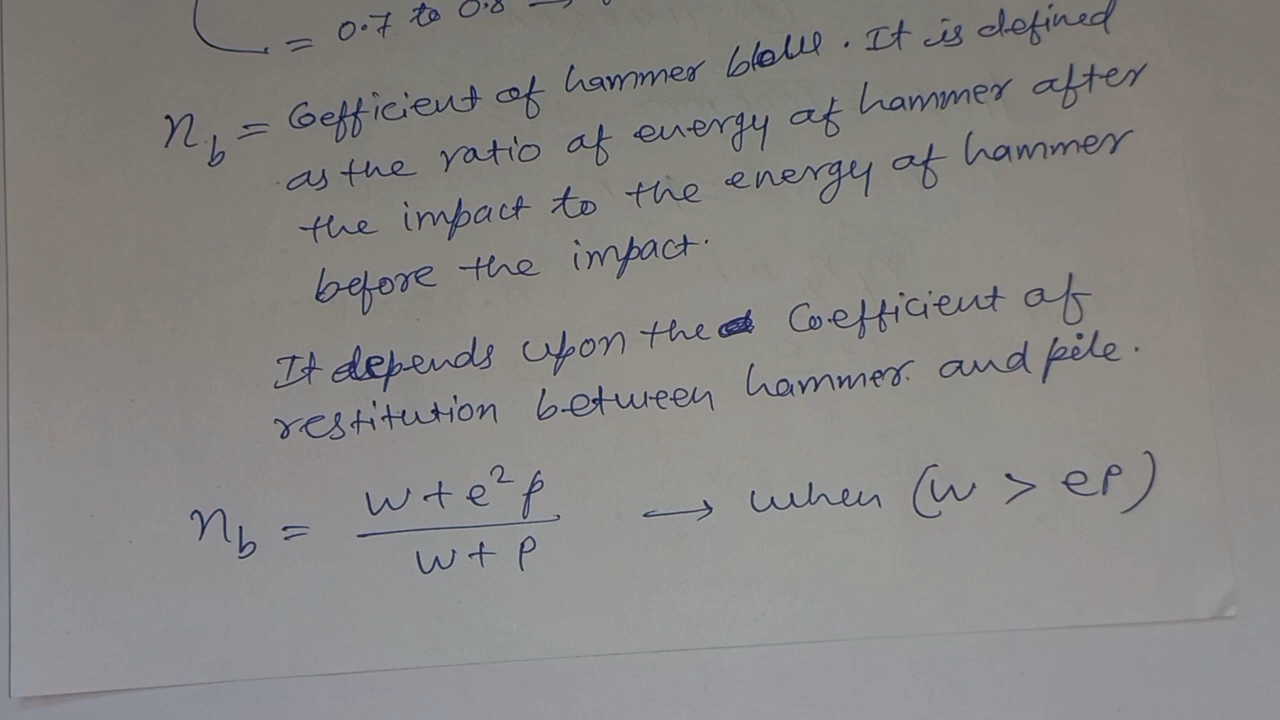 = 0.7 to 0.8 →
n_b = Coefficient of hammer blow. It is defined
as the ratio of energy of hammer after
the impact to the energy of hammer
before the impact.
It depends upon the Coefficient of
restitution between hammer and pile.
n_b = (w + e²p) / (w + p) → when (w > ep)